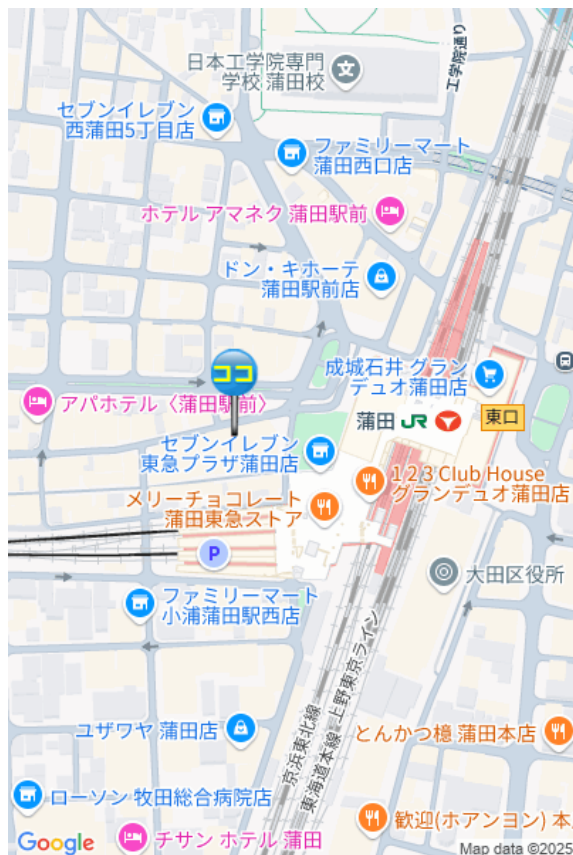 日本工学院専門
学校 蒲田校
工学院通り
セブンイレブン
西蒲田5丁目店
ファミリーマート
蒲田西口店
ホテル アマネク 蒲田駅前
ドン・キホーテ
蒲田駅前店
ココ
成城石井 グラン
デュオ蒲田店
アパホテル〈蒲田駅前〉
蒲田 JR
東口
セブンイレブン
東急プラザ蒲田店
1 2 3 Club House
グランデュオ蒲田店
メリーチョコレート
蒲田東急ストア
P
大田区役所
ファミリーマート
小浦蒲田駅西店
京浜東北線
東海道本線・上野東京ライン
ユザワヤ 蒲田店
とんかつ檍 蒲田本店
ローソン 牧田総合病院店
歓迎(ホアンヨン) 本
Google
チサン ホテル 蒲田
Map data ©2025